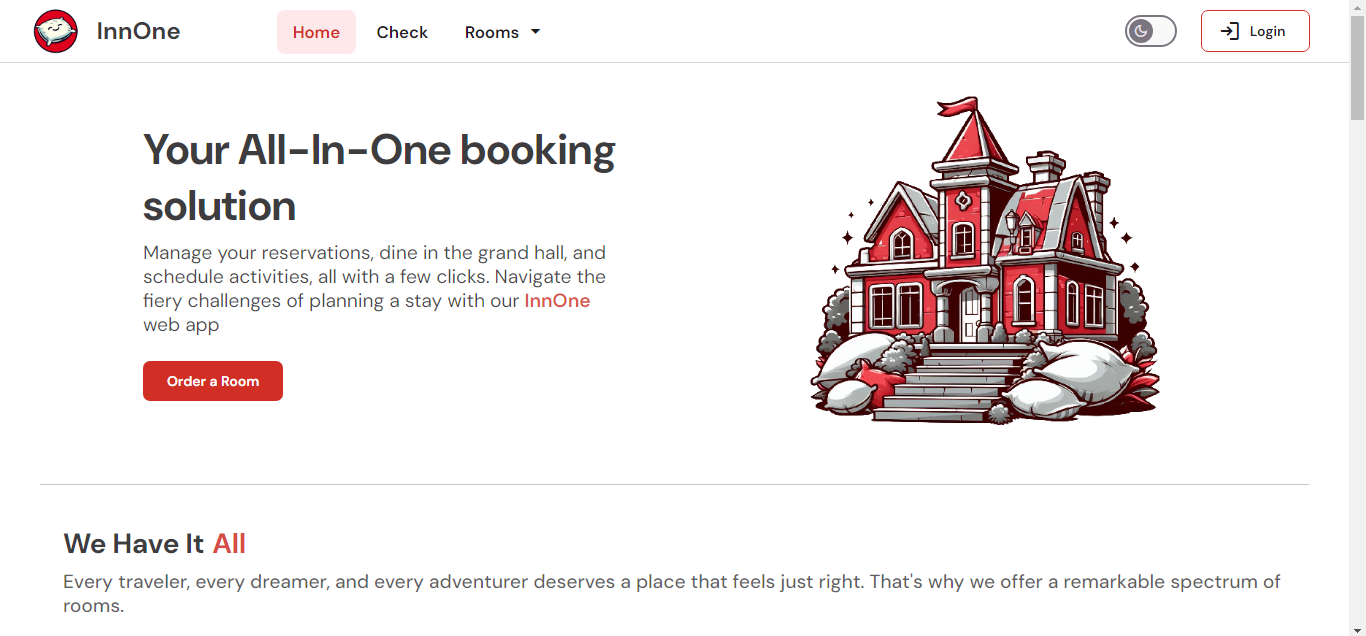 InnOne
Home
Check
Rooms
Login
Your All-In-One booking
solution
Manage your reservations, dine in the grand hall, and
schedule activities, all with a few clicks. Navigate the
fiery challenges of planning a stay with our InnOne
web app
Order a Room
We Have It All
Every traveler, every dreamer, and every adventurer deserves a place that feels just right. That's why we offer a remarkable spectrum of
rooms.